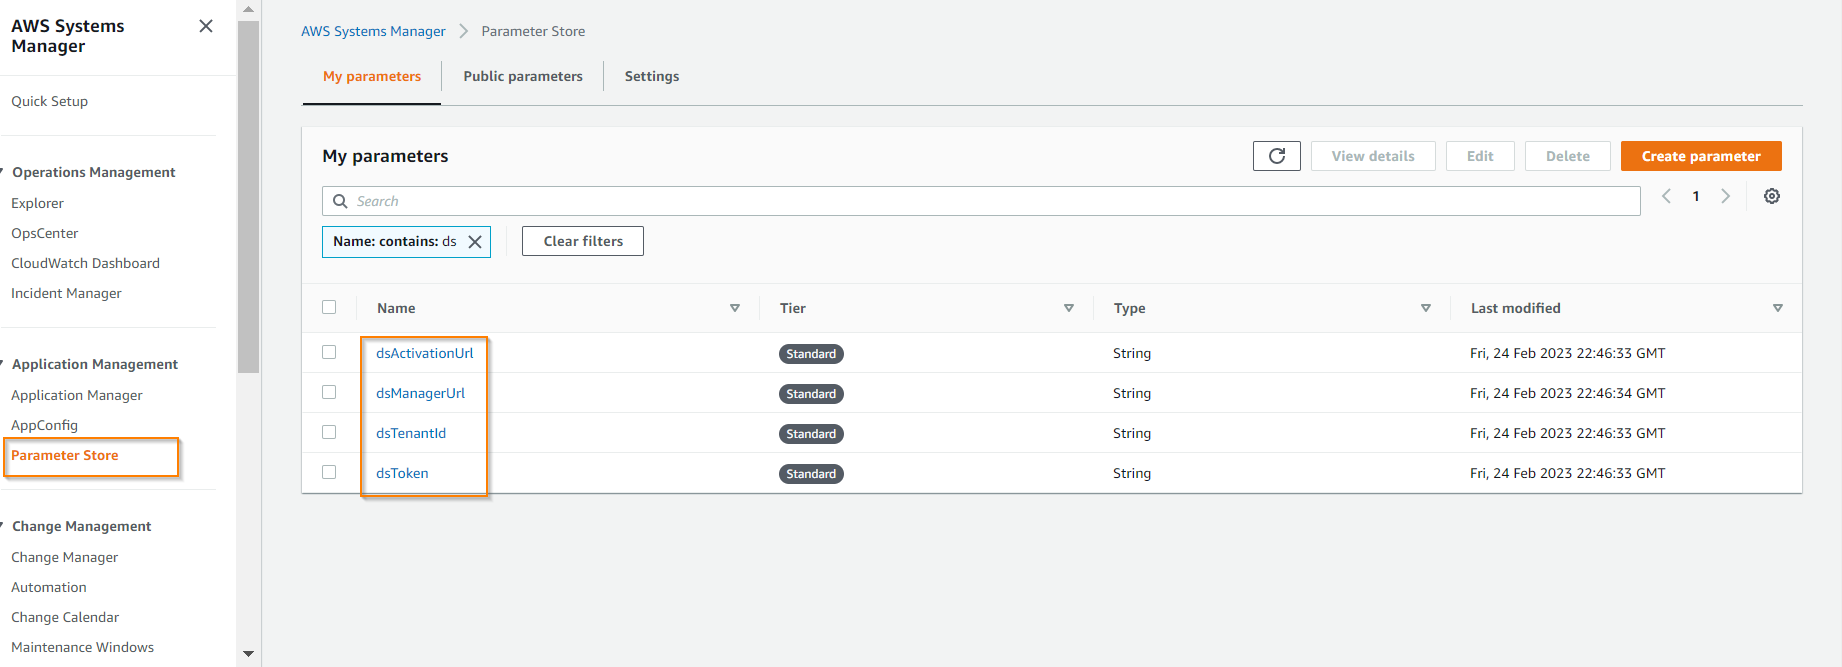 AWS Systems
Manager
Quick Setup
Operations Management
Explorer
OpsCenter
CloudWatch Dashboard
Incident Manager
Application Management
Application Manager
AppConfig
Parameter Store
Change Management
Change Manager
Automation
Change Calendar
Maintenance Windows
AWS Systems Manager > Parameter Store
My parameters Public parameters Settings
My parameters View details Edit Delete Create parameter
Search 1
Name: contains: ds Clear filters
Name Tier Type Last modified
dsActivationUrl Standard String Fri, 24 Feb 2023 22:46:33 GMT
dsManagerUrl Standard String Fri, 24 Feb 2023 22:46:34 GMT
dsTenantId Standard String Fri, 24 Feb 2023 22:46:33 GMT
dsToken Standard String Fri, 24 Feb 2023 22:46:33 GMT